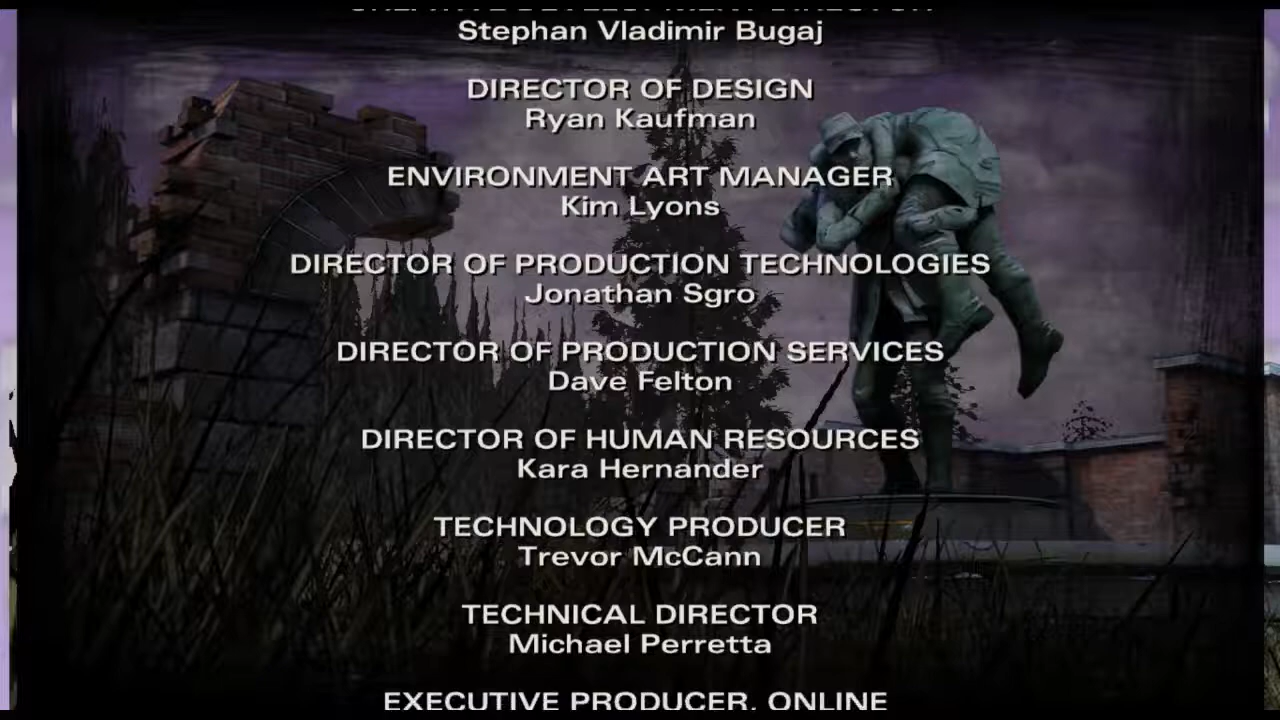 Stephan Vladimir Bugaj
DIRECTOR OF DESIGN
Ryan Kaufman
ENVIRONMENT ART MANAGER
Kim Lyons
DIRECTOR OF PRODUCTION TECHNOLOGIES
Jonathan Sgro
DIRECTOR OF PRODUCTION SERVICES
Dave Felton
DIRECTOR OF HUMAN RESOURCES
Kara Hernander
TECHNOLOGY PRODUCER
Trevor McCann
TECHNICAL DIRECTOR
Michael Perretta
EXECUTIVE PRODUCER, ONLINE